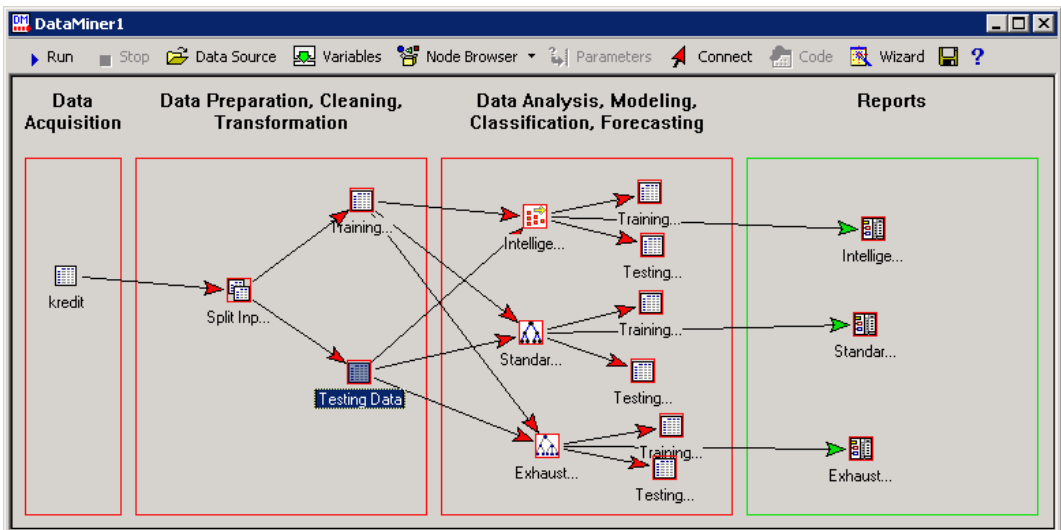 DataMiner1
Run Stop Data Source Variables Node Browser Parameters Connect Code Wizard ?
Data
Acquisition
Data Preparation, Cleaning,
Transformation
Data Analysis, Modeling,
Classification, Forecasting
Reports
kredit
Split Inp...
Training...
Testing Data
Intellige...
Training...
Testing...
Standar...
Training...
Testing...
Exhaust...
Training...
Testing...
Intellige...
Standar...
Exhaust...